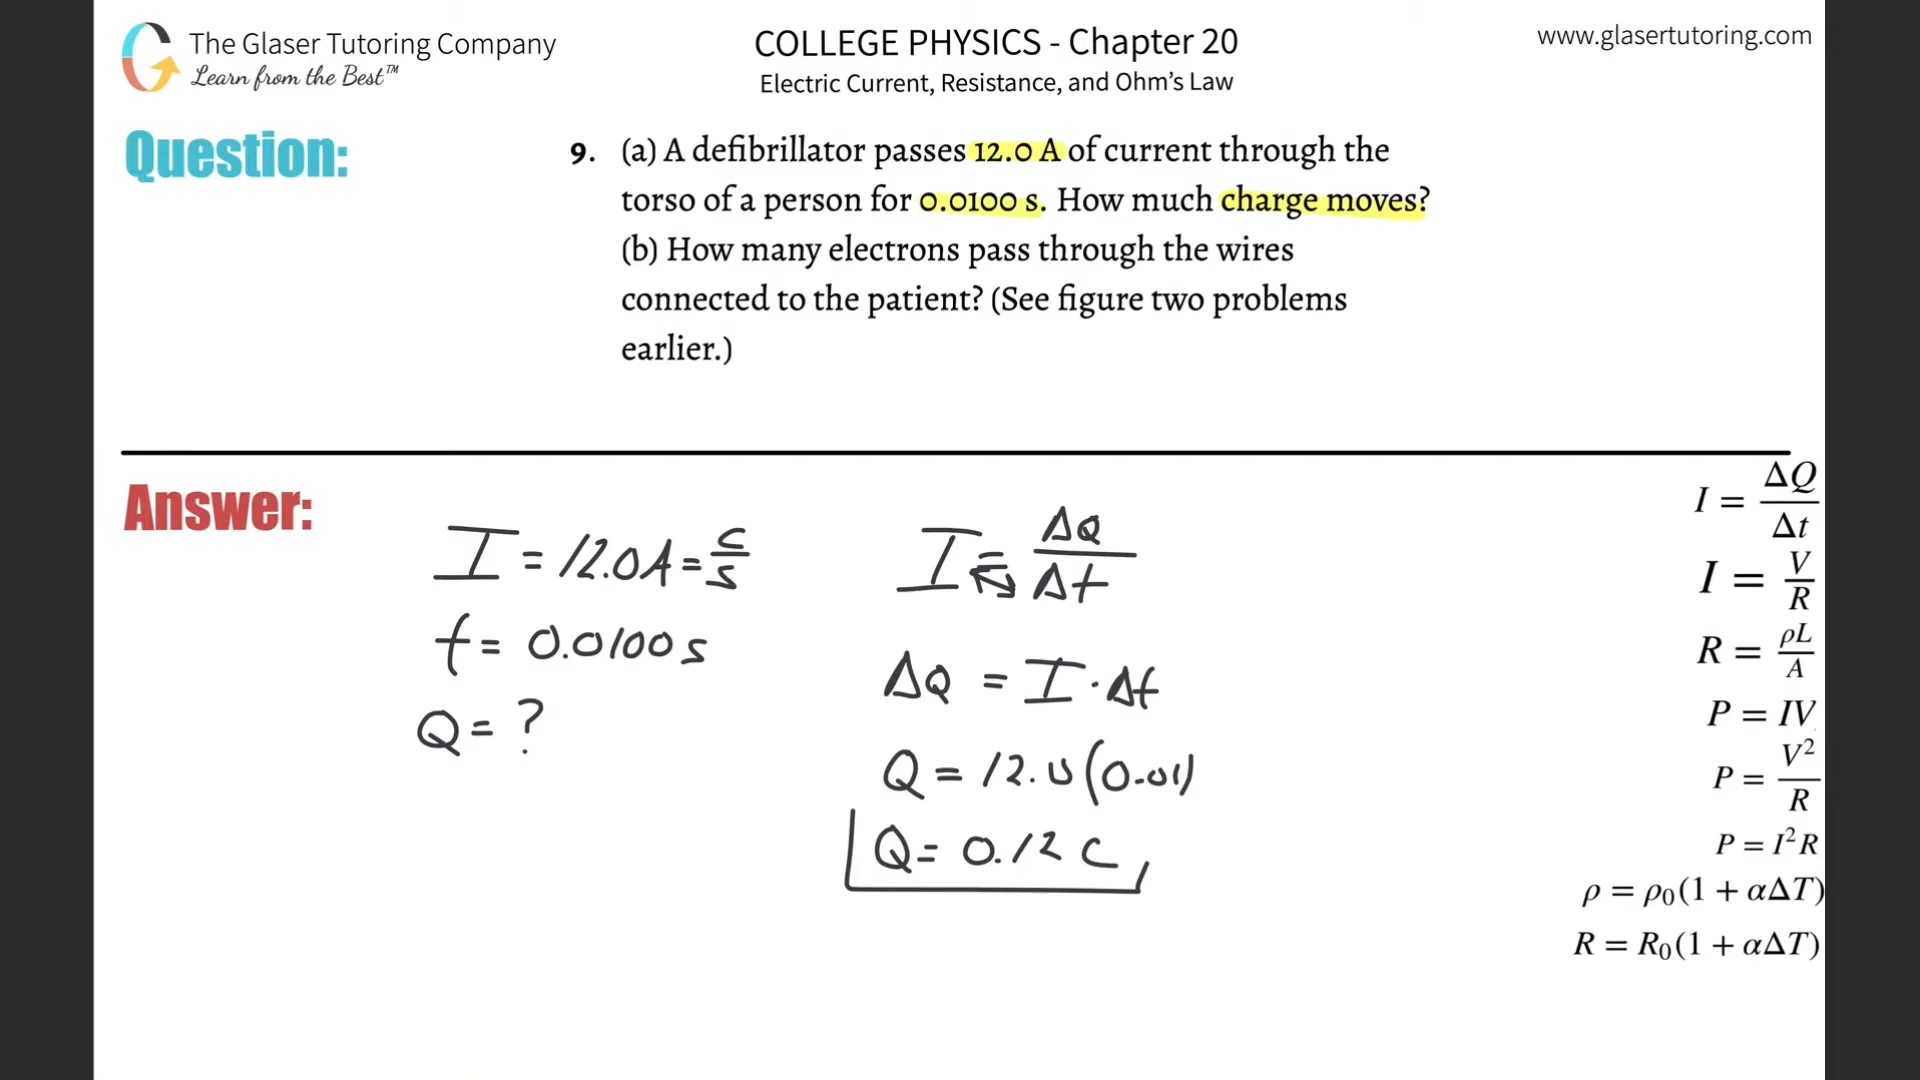 The Glaser Tutoring Company
Learn from the Best™
COLLEGE PHYSICS - Chapter 20
Electric Current, Resistance, and Ohm's Law
www.glasertutoring.com
Question:
9. (a) A defibrillator passes 12.0 A of current through the
torso of a person for 0.0100 s. How much charge moves?
(b) How many electrons pass through the wires
connected to the patient? (See figure two problems
earlier.)
Answer:
I = 12.0A = C/S
t = 0.0100 s
Q = ?
I = ΔQ/Δt
ΔQ = I · Δt
Q = 12.0(0.01)
Q = 0.12 C
I = ΔQ/Δt
I = V/R
R = ρL/A
P = IV
P = V²/R
P = I²R
ρ = ρ₀(1 + αΔT)
R = R₀(1 + αΔT)